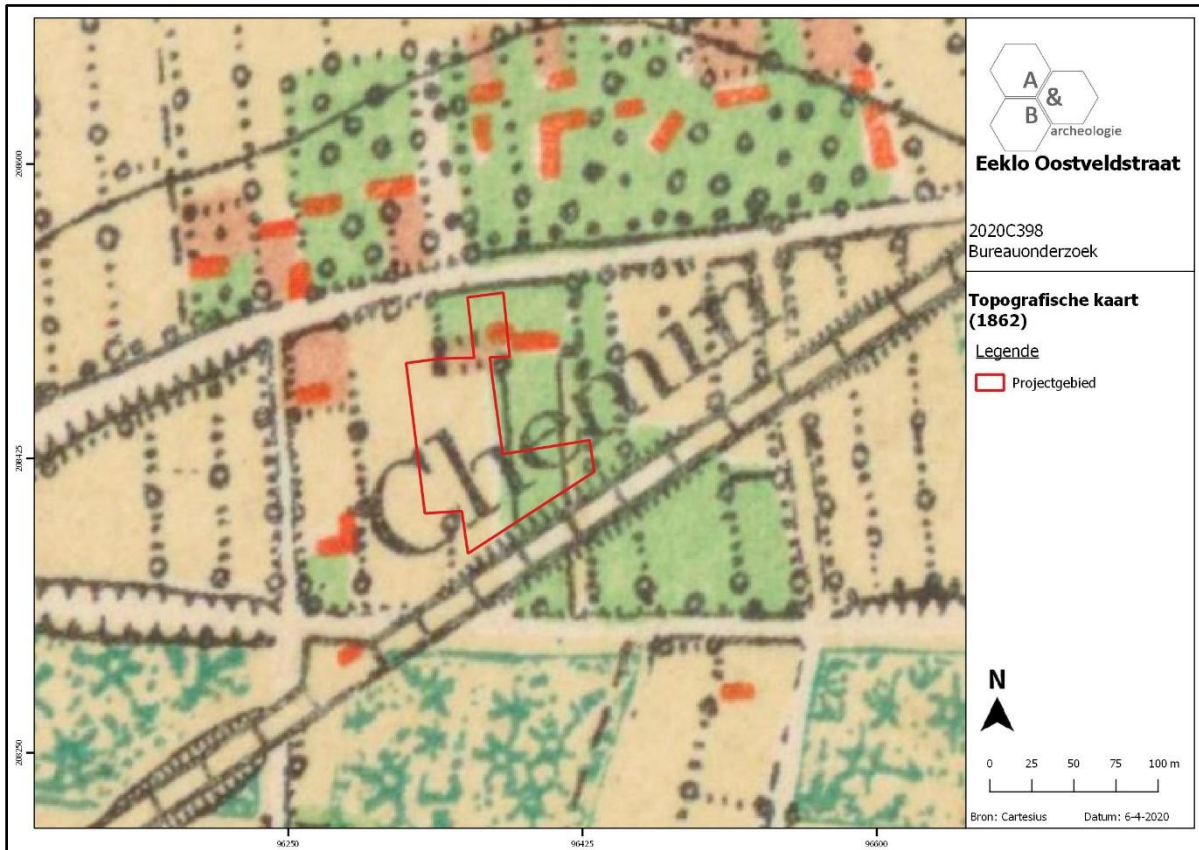 Chemin
208600
208425
208250
96250
96425
96600
A
&
B
archeologie
Eeklo Oostveldstraat
2020C398
Bureauonderzoek
Topografische kaart
(1862)
Legende
Projectgebied
N
0 25 50 75 100 m
Bron: Cartesius Datum: 6-4-2020